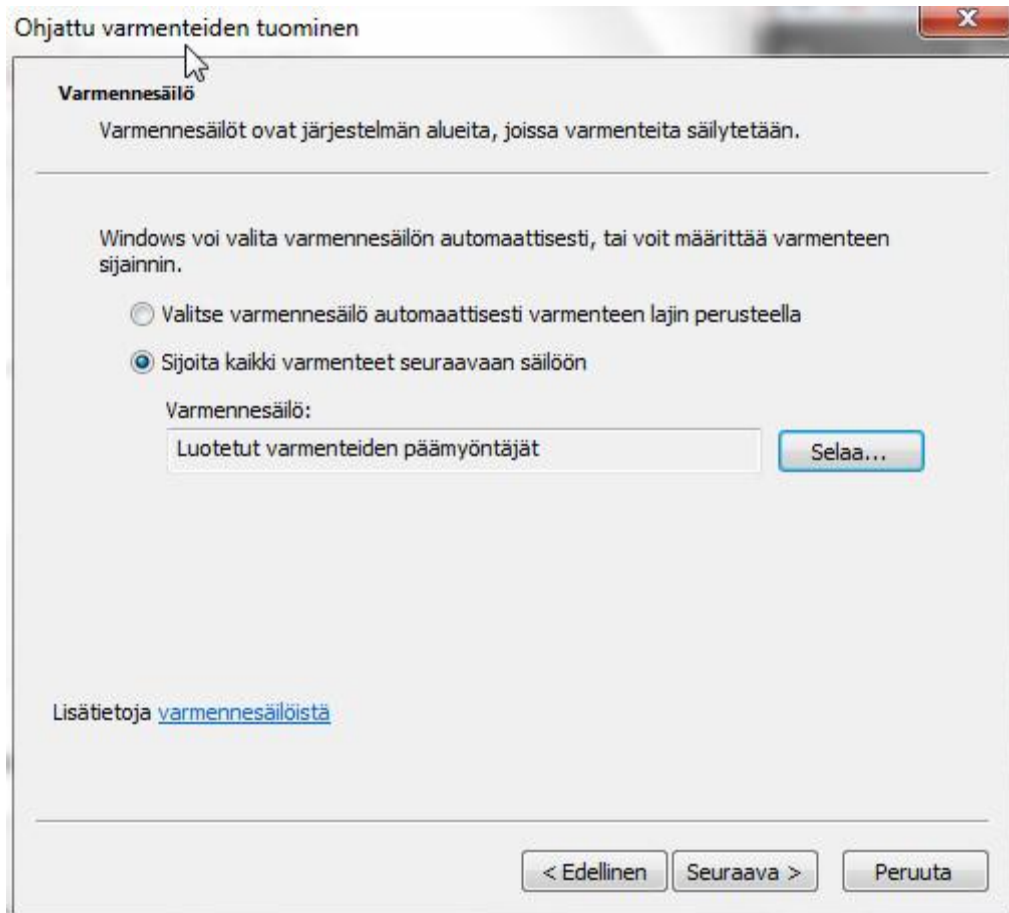 Ohjattu varmenteiden tuominen
Varmennesäilö
Varmennesäilöt ovat järjestelmän alueita, joissa varmenteita säilytetään.
Windows voi valita varmennesäilön automaattisesti, tai voit määrittää varmenteen
sijainnin.
Valitse varmennesäilö automaattisesti varmenteen lajin perusteella
Sijoita kaikki varmenteet seuraavaan säilöön
Varmennesäilö:
Luotetut varmenteiden päämyöntäjät
Selaa...
Lisätietoja varmennesäilöistä
< Edellinen
Seuraava >
Peruuta